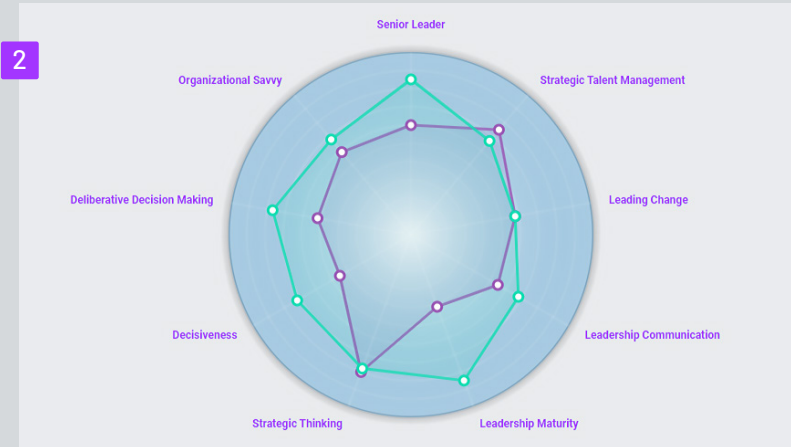 Senior Leader
2
Organizational Savvy
Strategic Talent Management
Deliberative Decision Making
Leading Change
Decisiveness
Leadership Communication
Strategic Thinking
Leadership Maturity